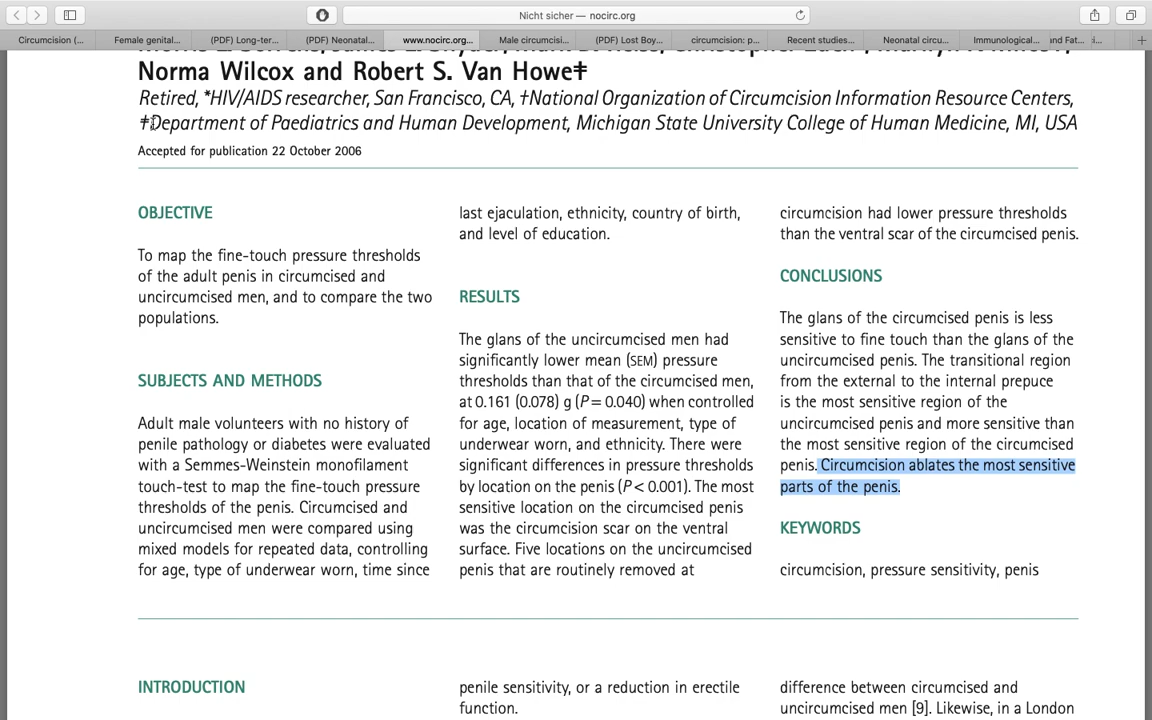 Nicht sicher — nocirc.org
Circumcision (...
Female genital...
(PDF) Long-ter...
(PDF) Neonatal...
www.nocirc.org...
Male circumcisi...
(PDF) Lost Boy...
circumcision: p...
Recent studies...
Neonatal circu...
Immunological...
and Fat...
Norma Wilcox and Robert S. Van Howe‡
Retired, *HIV/AIDS researcher, San Francisco, CA, †National Organization of Circumcision Information Resource Centers,
‡Department of Paediatrics and Human Development, Michigan State University College of Human Medicine, MI, USA
Accepted for publication 22 October 2006
OBJECTIVE
To map the fine-touch pressure thresholds
of the adult penis in circumcised and
uncircumcised men, and to compare the two
populations.
SUBJECTS AND METHODS
Adult male volunteers with no history of
penile pathology or diabetes were evaluated
with a Semmes-Weinstein monofilament
touch-test to map the fine-touch pressure
thresholds of the penis. Circumcised and
uncircumcised men were compared using
mixed models for repeated data, controlling
for age, type of underwear worn, time since
last ejaculation, ethnicity, country of birth,
and level of education.
RESULTS
The glans of the uncircumcised men had
significantly lower mean (SEM) pressure
thresholds than that of the circumcised men,
at 0.161 (0.078) g (P = 0.040) when controlled
for age, location of measurement, type of
underwear worn, and ethnicity. There were
significant differences in pressure thresholds
by location on the penis (P < 0.001). The most
sensitive location on the circumcised penis
was the circumcision scar on the ventral
surface. Five locations on the uncircumcised
penis that are routinely removed at
circumcision had lower pressure thresholds
than the ventral scar of the circumcised penis.
CONCLUSIONS
The glans of the circumcised penis is less
sensitive to fine touch than the glans of the
uncircumcised penis. The transitional region
from the external to the internal prepuce
is the most sensitive region of the
uncircumcised penis and more sensitive than
the most sensitive region of the circumcised
penis. Circumcision ablates the most sensitive
parts of the penis.
KEYWORDS
circumcision, pressure sensitivity, penis
INTRODUCTION
penile sensitivity, or a reduction in erectile
function.
difference between circumcised and
uncircumcised men [9]. Likewise, in a London